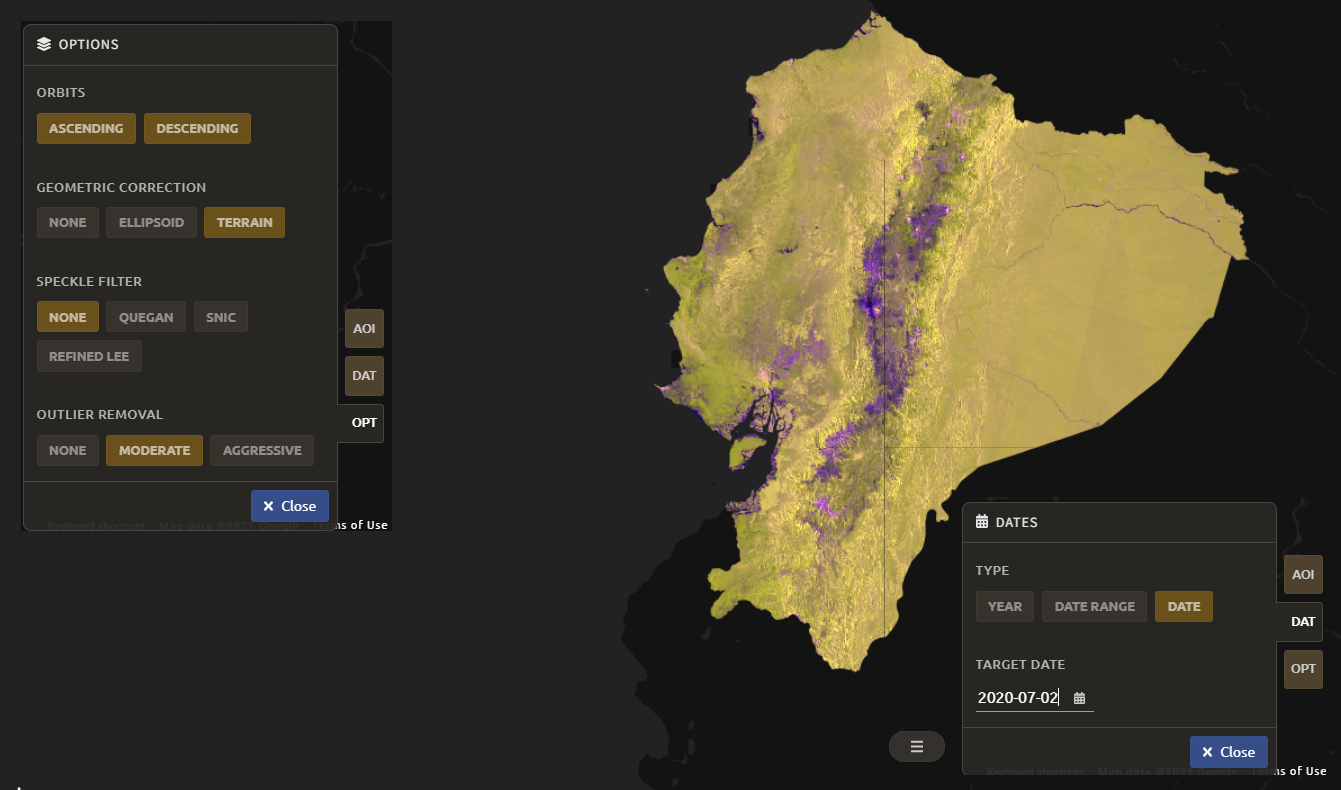 OPTIONS
ORBITS
ASCENDING DESCENDING
GEOMETRIC CORRECTION
NONE ELLIPSOID TERRAIN
SPECKLE FILTER
NONE QUEGAN SNIC
REFINED LEE
OUTLIER REMOVAL
NONE MODERATE AGGRESSIVE
Close
Keyboard shortcuts Map data ©2021 Google Terms of Use
AOI
DAT
OPT
DATES
TYPE
YEAR DATE RANGE DATE
TARGET DATE
2020-07-02
Close
Keyboard shortcuts Map data ©2021 Google Terms of Use
AOI
DAT
OPT